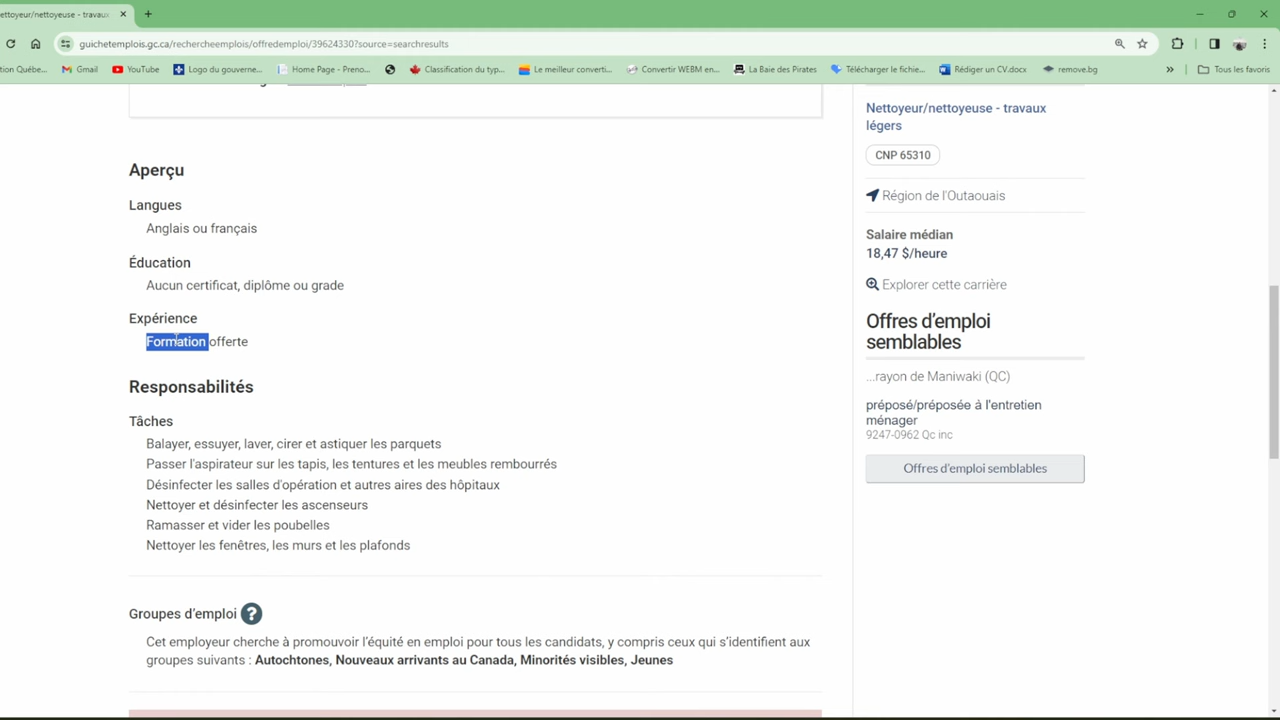 ettoyeur/nettoyeuse - travaux
guichetemplois.gc.ca/rechercheemplois/offredemploi/39624330?source=searchresults
tion Québe...
Gmail
YouTube
Logo du gouverne...
Home Page - Preno...
Classification du typ...
Le meilleur converti...
Convertir WEBM en...
La Baie des Pirates
Télécharger le fichie...
Rédiger un CV.docx
remove.bg
»
Tous les favoris
Aperçu
Langues
Anglais ou français
Éducation
Aucun certificat, diplôme ou grade
Expérience
Formation offerte
Responsabilités
Tâches
Balayer, essuyer, laver, cirer et astiquer les parquets
Passer l'aspirateur sur les tapis, les tentures et les meubles rembourrés
Désinfecter les salles d'opération et autres aires des hôpitaux
Nettoyer et désinfecter les ascenseurs
Ramasser et vider les poubelles
Nettoyer les fenêtres, les murs et les plafonds
Groupes d'emploi ?
Cet employeur cherche à promouvoir l'équité en emploi pour tous les candidats, y compris ceux qui s'identifient aux
groupes suivants : Autochtones, Nouveaux arrivants au Canada, Minorités visibles, Jeunes
Nettoyeur/nettoyeuse - travaux
légers
CNP 65310
Région de l'Outaouais
Salaire médian
18,47 $/heure
Explorer cette carrière
Offres d'emploi
semblables
...rayon de Maniwaki (QC)
préposé/préposée à l'entretien
ménager
9247-0962 Qc inc
Offres d'emploi semblables